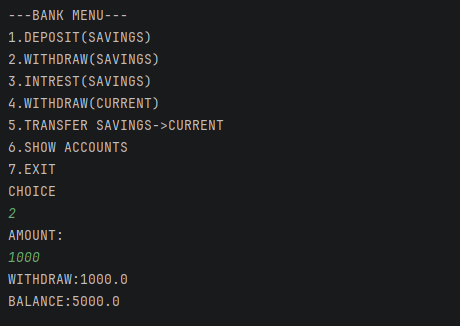 ---BANK MENU---
1.DEPOSIT(SAVINGS)
2.WITHDRAW(SAVINGS)
3.INTREST(SAVINGS)
4.WITHDRAW(CURRENT)
5.TRANSFER SAVINGS->CURRENT
6.SHOW ACCOUNTS
7.EXIT
CHOICE
2
AMOUNT:
1000
WITHDRAW:1000.0
BALANCE:5000.0